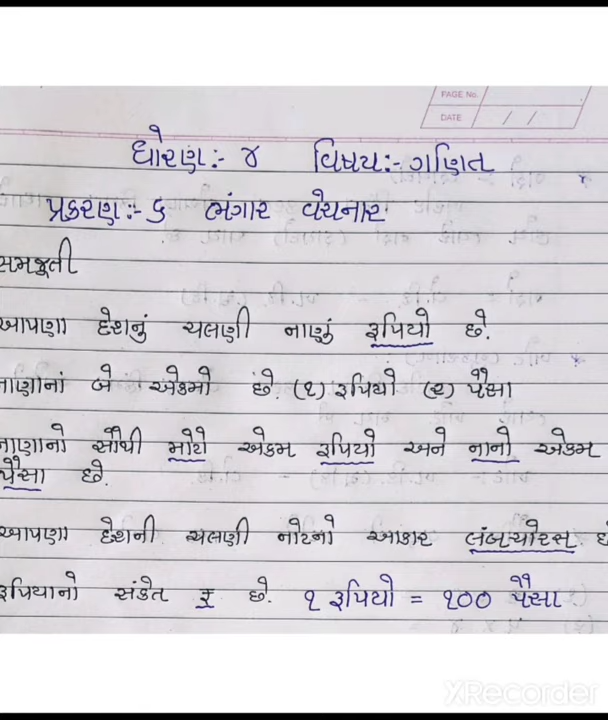 PAGE No.
DATE / /
ધોરણ:- ૪ વિષય:- ગણિત
પ્રકરણ:- ૬ ભંગાર વેચનાર
સમજૂતી
આપણા દેશનું ચલણી નાણું રૂપિયો છે.
નાણાનાં બે એકમો છે. (૧) રૂપિયો (૨) પૈસા
નાણાનો સૌથી મોટો એકમ રૂપિયો અને નાનો એકમ
પૈસા છે.
આપણા દેશની ચલણી નોટનો આકાર લંબચોરસ છે
રૂપિયાનો સંકેત ₹ છે. ૧ રૂપિયો = ૧૦૦ પૈસા
XRecorder